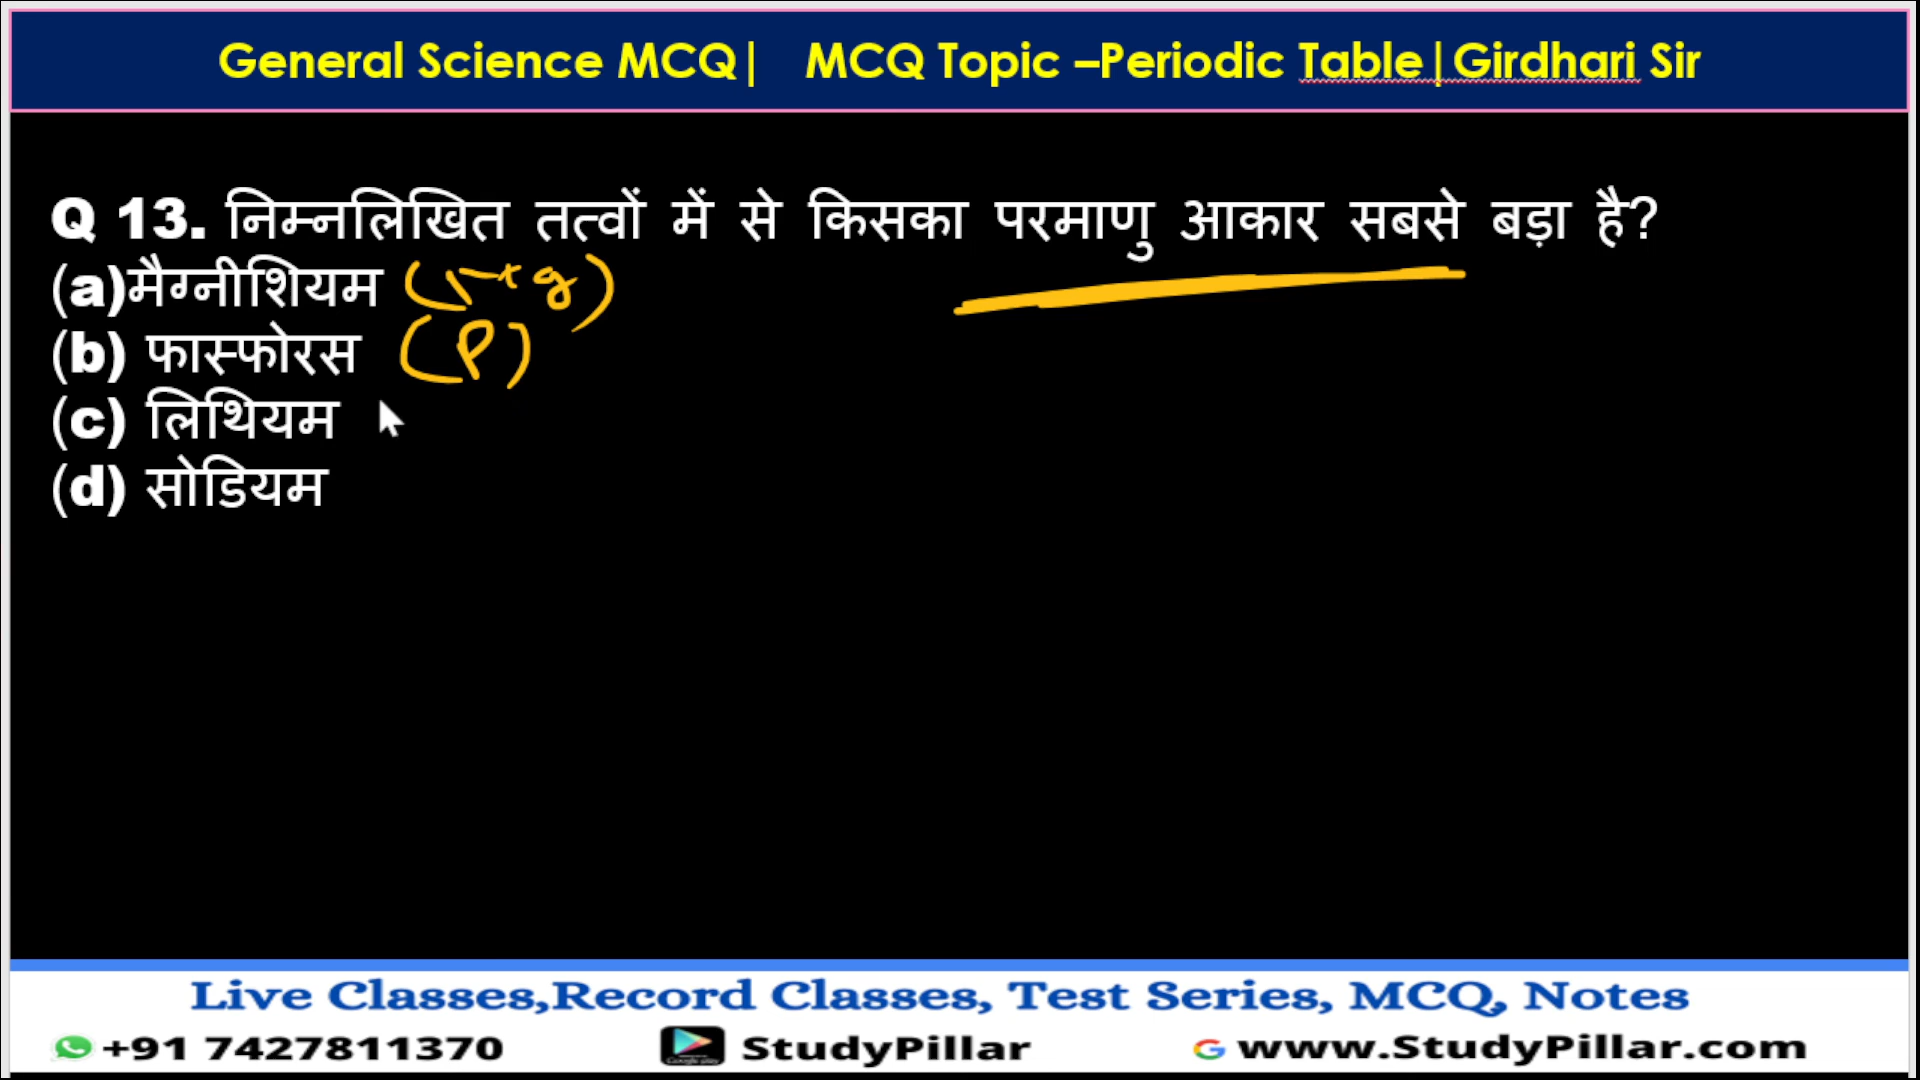 General Science MCQ| MCQ Topic –Periodic Table|Girdhari Sir
Q 13. निम्नलिखित तत्वों में से किसका परमाणु आकार सबसे बड़ा है?
(a)मैग्नीशियम (Mg)
(b) फास्फोरस (P)
(c) लिथियम
(d) सोडियम
Live Classes,Record Classes, Test Series, MCQ, Notes
+91 7427811370 StudyPillar www.StudyPillar.com